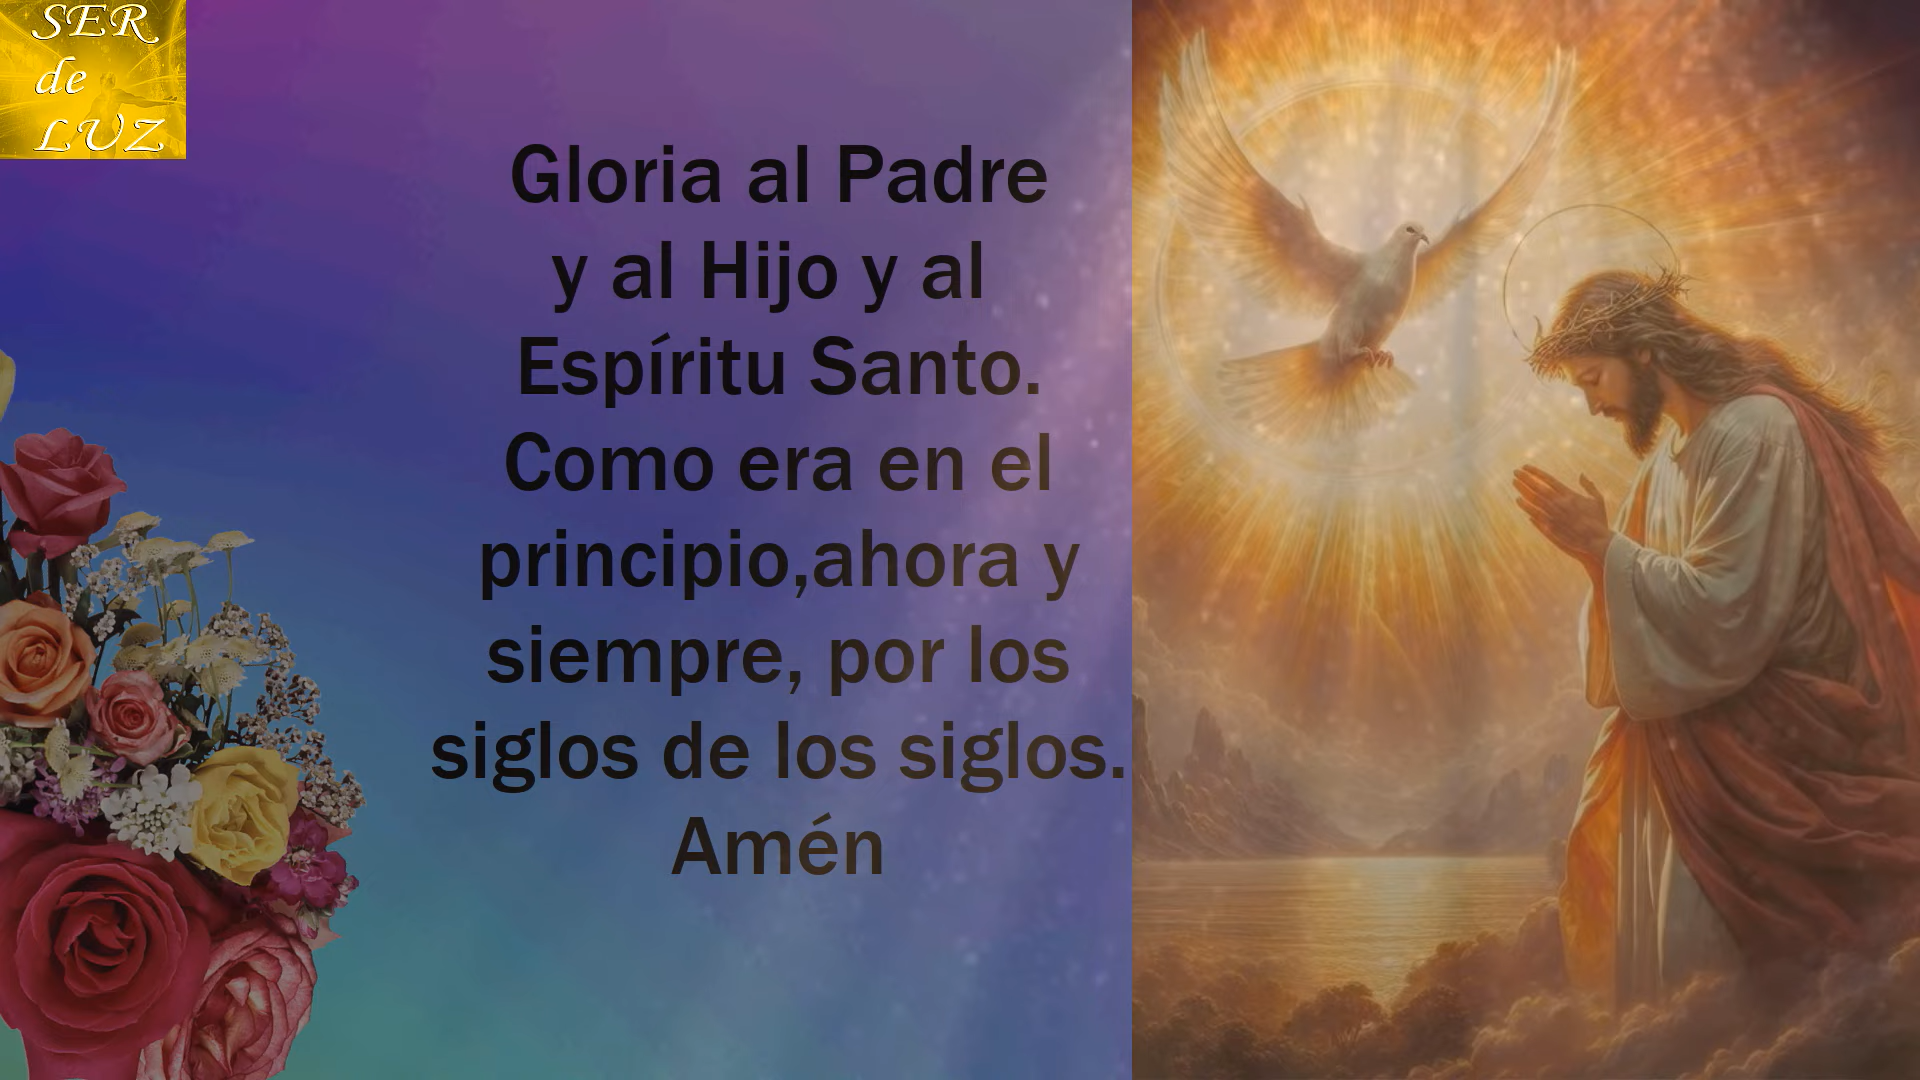 SER
de
LUZ
Gloria al Padre
y al Hijo y al
Espíritu Santo.
Como era en el
principio,ahora y
siempre, por los
siglos de los siglos.
Amén